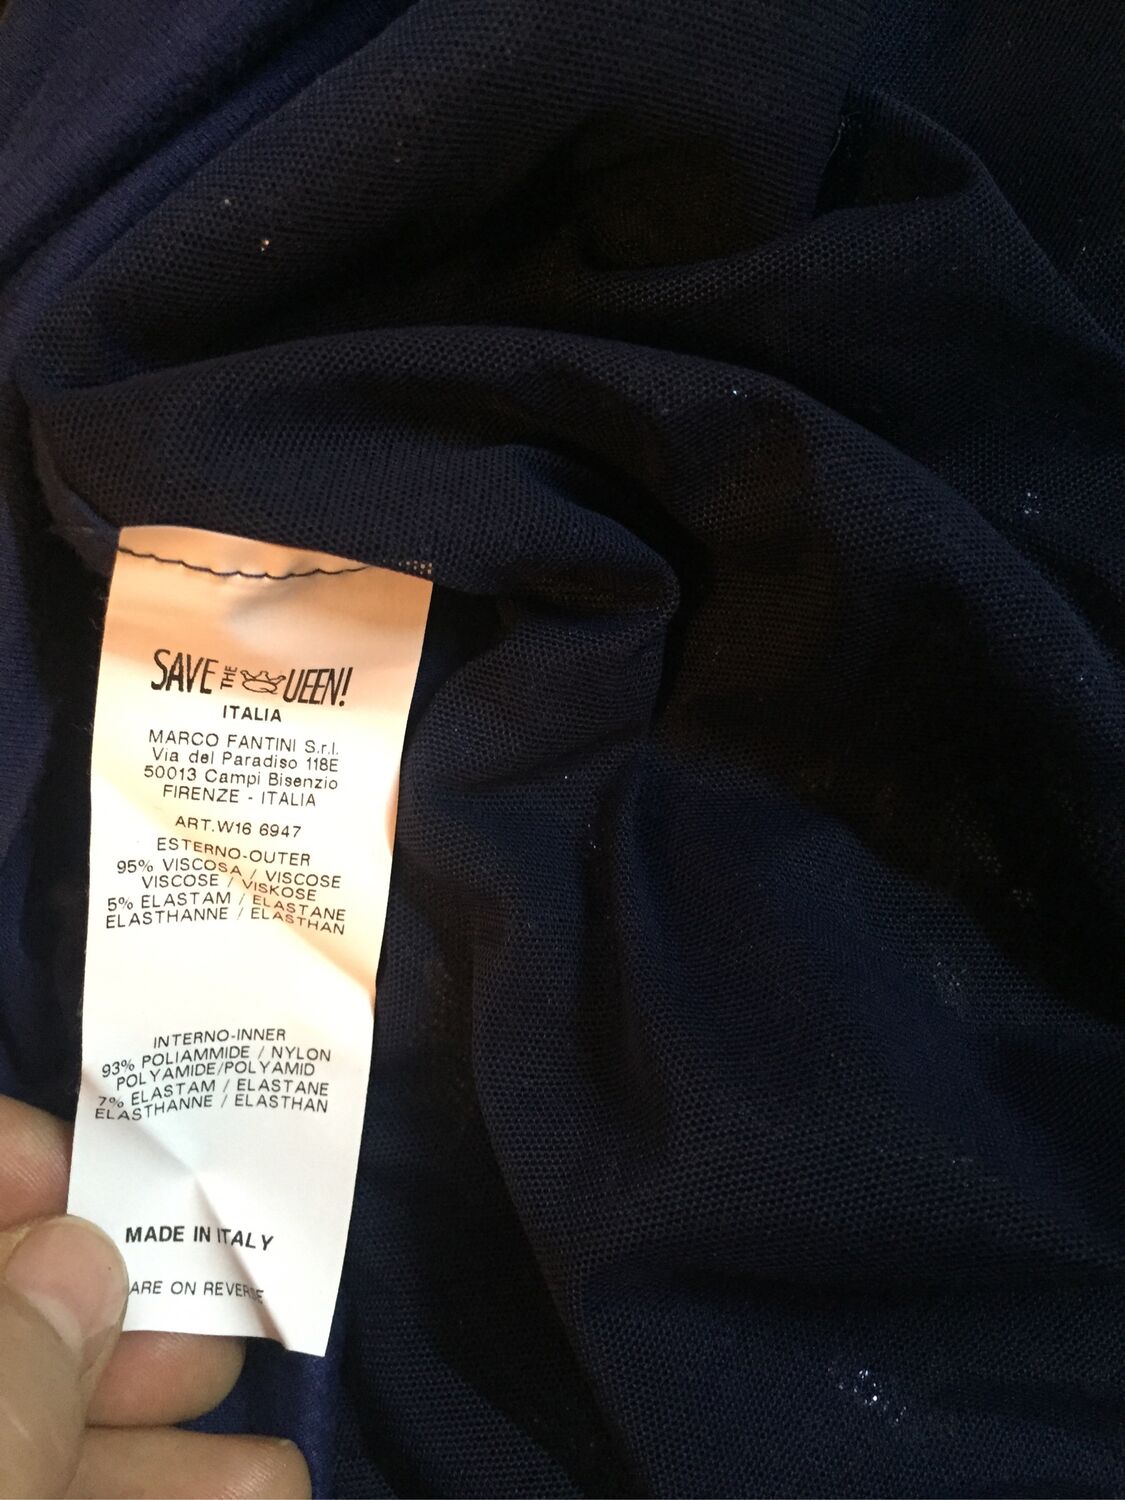 SAVE THE QUEEN!
ITALIA
MARCO FANTINI S.r.l.
Via del Paradiso 118E
50013 Campi Bisenzio
FIRENZE - ITALIA
ART.W16 6947
ESTERNO-OUTER
95% VISCOSA / VISCOSE
VISCOSE / VISKOSE
5% ELASTAM / ELASTANE
ELASTHANNE / ELASTHAN
INTERNO-INNER
93% POLIAMMIDE / NYLON
POLYAMIDE/POLYAMID
7% ELASTAM / ELASTANE
ELASTHANNE / ELASTHAN
MADE IN ITALY
ARE ON REVERSE